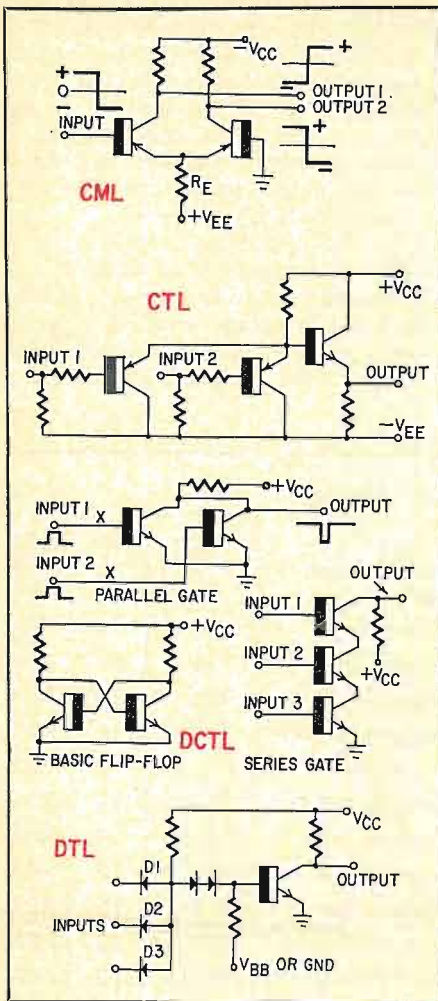 -VCC
+
+
O
-
OUTPUT 1
OUTPUT 2
INPUT
+
-
RE
CML
+VEE
CTL
+VCC
INPUT 1
INPUT 2
OUTPUT
-VEE
+VCC
INPUT 1
X
OUTPUT
INPUT 2
X
PARALLEL GATE
OUTPUT
+VCC
INPUT 1
INPUT 2
+VCC
INPUT 3
DCTL
BASIC FLIP-FLOP
SERIES GATE
VCC
DTL
D1
OUTPUT
INPUTS
D2
D3
VBB OR GND